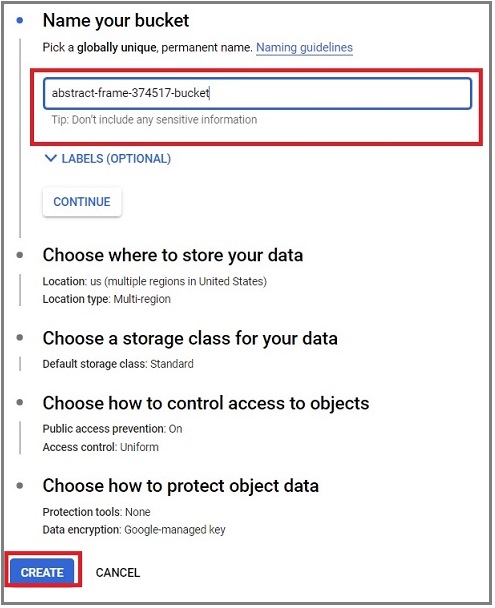 Name your bucket
Pick a globally unique, permanent name. Naming guidelines
abstract-frame-374517-bucket
Tip: Don't include any sensitive information
LABELS (OPTIONAL)
CONTINUE
Choose where to store your data
Location: us (multiple regions in United States)
Location type: Multi-region
Choose a storage class for your data
Default storage class: Standard
Choose how to control access to objects
Public access prevention: On
Access control: Uniform
Choose how to protect object data
Protection tools: None
Data encryption: Google-managed key
CREATE CANCEL